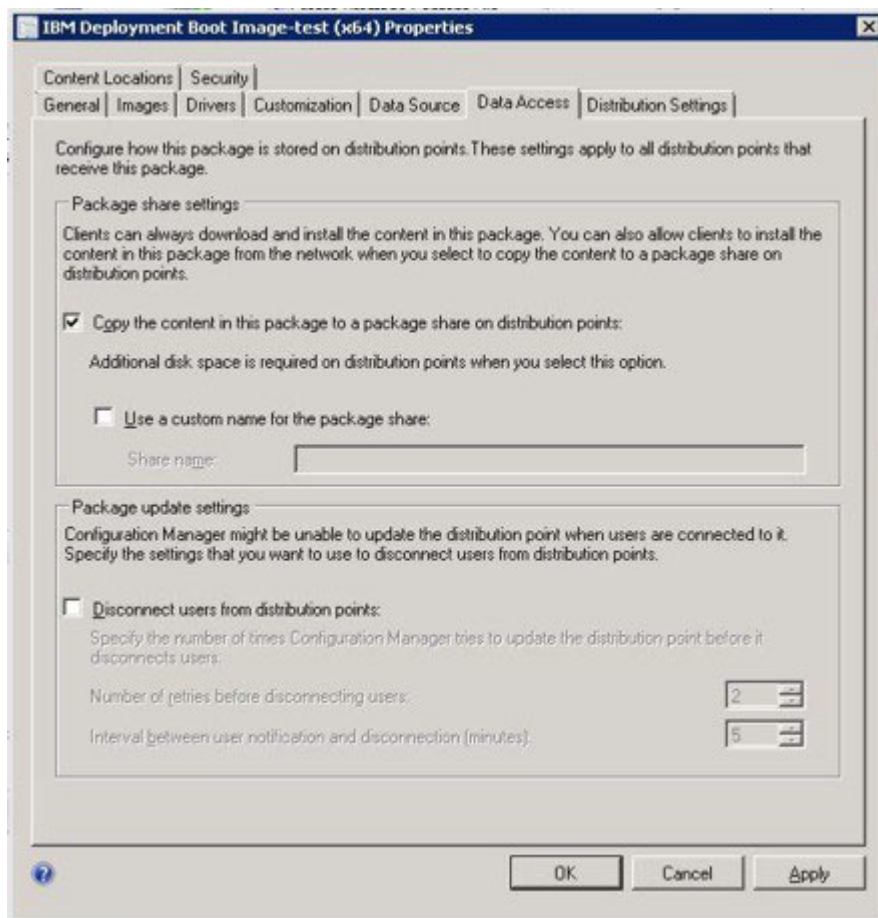 IBM Deployment Boot Image-test (x64) Properties
Content Locations Security
General Images Drivers Customization Data Source Data Access Distribution Settings
Configure how this package is stored on distribution points. These settings apply to all distribution points that
receive this package.
Package share settings
Clients can always download and install the content in this package. You can also allow clients to install the
content in this package from the network when you select to copy the content to a package share on
distribution points.
Copy the content in this package to a package share on distribution points:
Additional disk space is required on distribution points when you select this option.
Use a custom name for the package share:
Share name:
Package update settings
Configuration Manager might be unable to update the distribution point when users are connected to it.
Specify the settings that you want to use to disconnect users from distribution points.
Disconnect users from distribution points:
Specify the number of times Configuration Manager tries to update the distribution point before it
disconnects users:
Number of retries before disconnecting users: 2
Interval between user notification and disconnection (minutes): 5
OK Cancel Apply